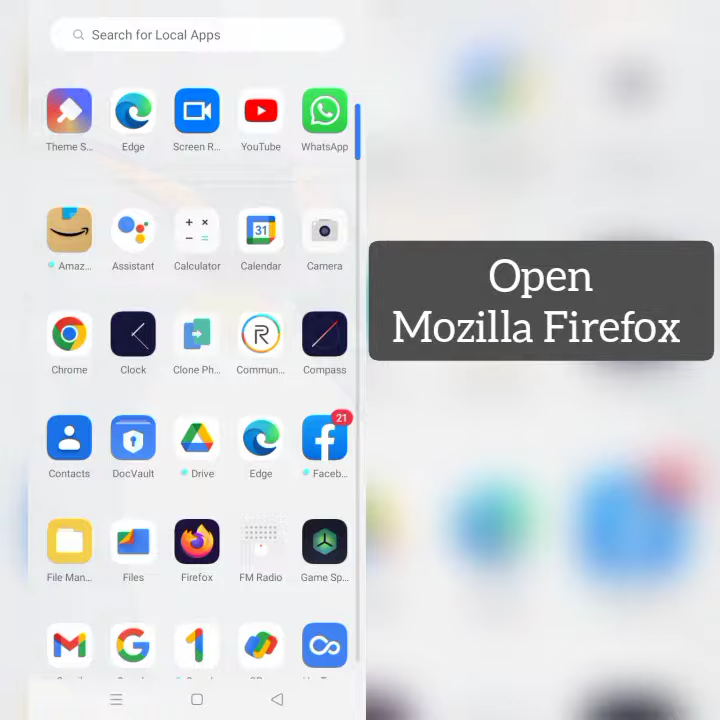 Search for Local Apps
Theme S...
Edge
Screen R...
YouTube
WhatsApp
Amaz...
Assistant
Calculator
31
Calendar
Camera
Chrome
Clock
Clone Ph...
R
Commun...
Compass
Contacts
DocVault
Drive
Edge
21
Faceb...
File Man...
Files
Firefox
FM Radio
Game Sp...
Open
Mozilla Firefox